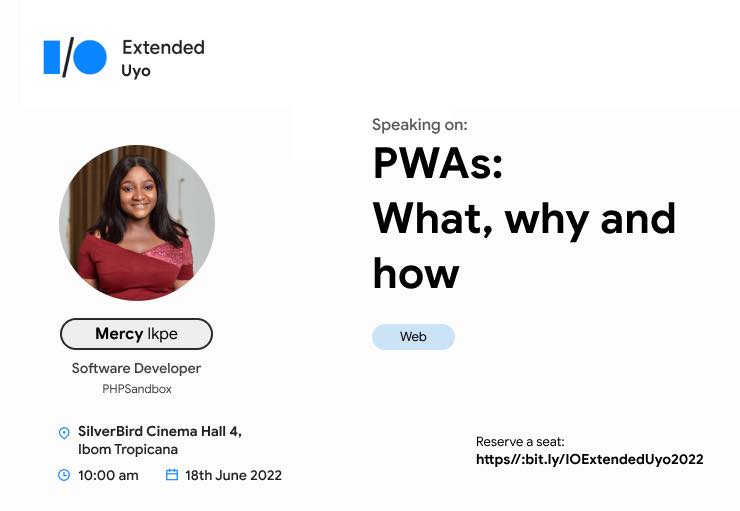 I/O Extended
Uyo
Speaking on:
PWAs:
What, why and
how
Web
Mercy Ikpe
Software Developer
PHPSandbox
SilverBird Cinema Hall 4,
Ibom Tropicana
10:00 am 18th June 2022
Reserve a seat:
https//:bit.ly/IOExtendedUyo2022